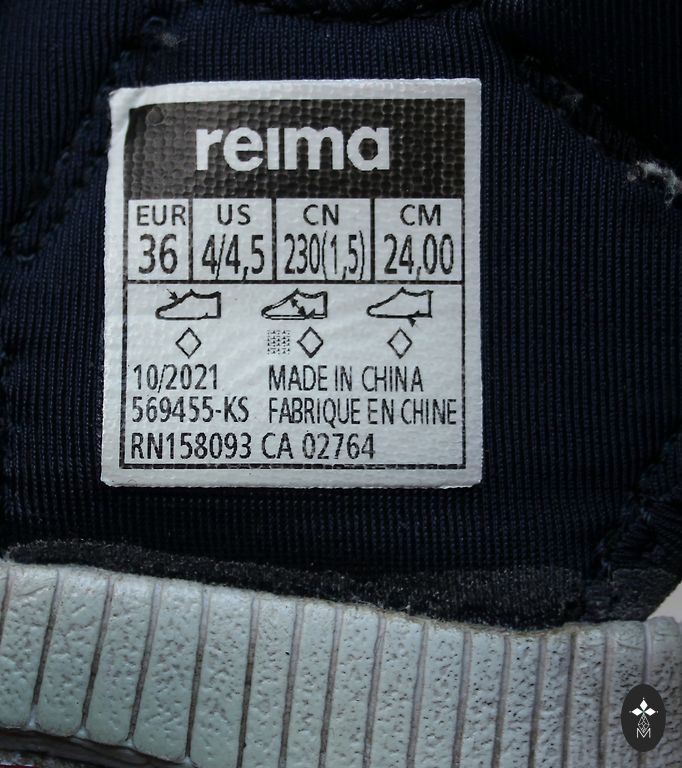 reima
EUR US CN CM
36 4/4,5 230(1,5) 24,00
10/2021 MADE IN CHINA
569455-KS FABRIQUE EN CHINE
RN158093 CA 02764
M